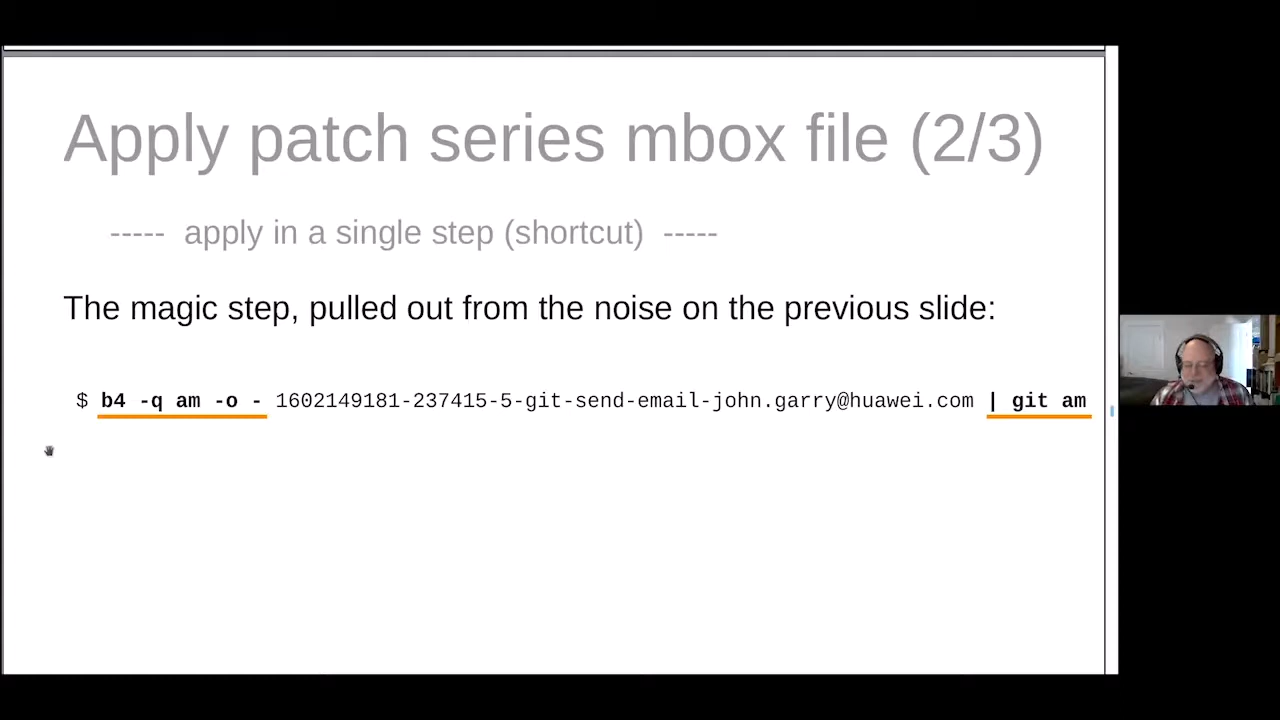 Apply patch series mbox file (2/3)
----- apply in a single step (shortcut) -----
The magic step, pulled out from the noise on the previous slide:
$ b4 -q am -o - 1602149181-237415-5-git-send-email-john.garry@huawei.com | git am